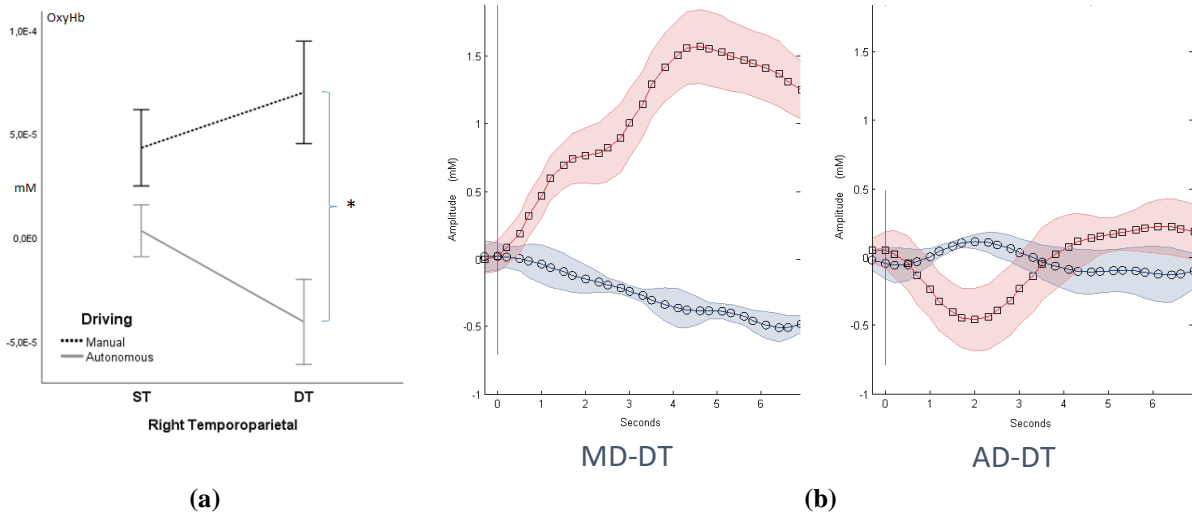 OxyHb
1,0E-4
5,0E-5
mM
0,0E0
-5,0E-5
*
Driving
Manual
Autonomous
ST DT
Right Temporoparietal
(a)
Amplitude (mM)
1.5
1
0.5
0
-0.5
-1
0 1 2 3 4 5 6
Seconds
MD-DT
Amplitude (mM)
1.5
1
0.5
0
-0.5
-1
0 1 2 3 4 5 6
Seconds
AD-DT
(b)